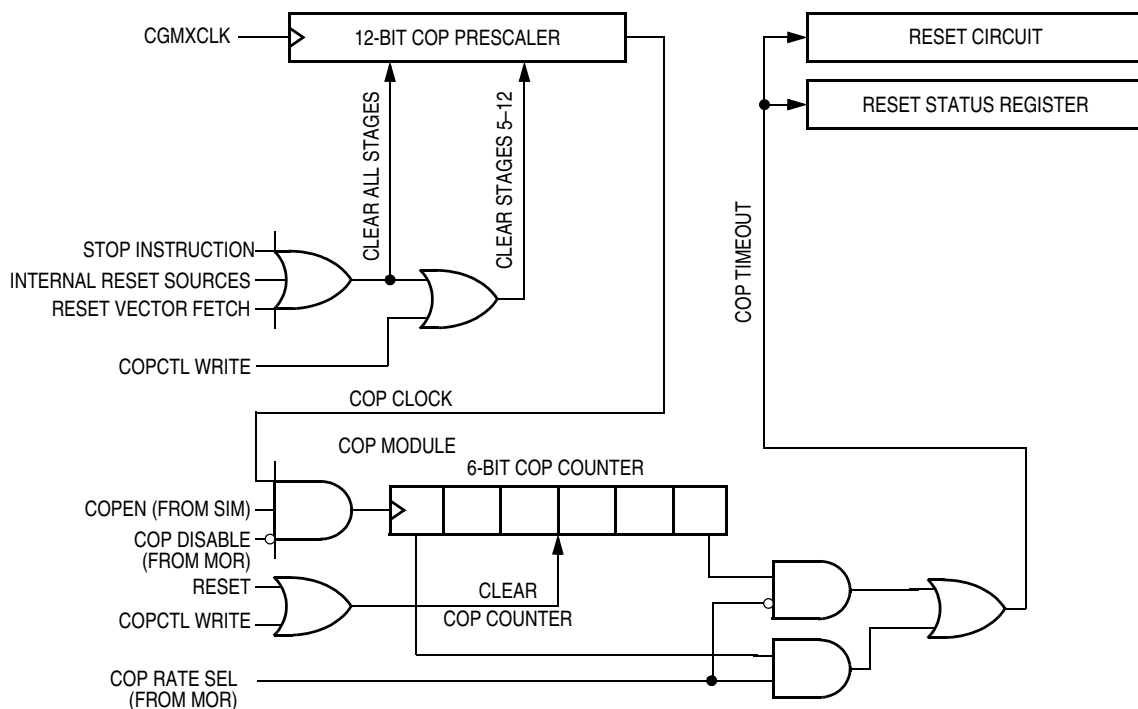 CGMXCLK
12-BIT COP PRESCALER
RESET CIRCUIT
RESET STATUS REGISTER
CLEAR ALL STAGES
CLEAR STAGES 5–12
COP TIMEOUT
STOP INSTRUCTION
INTERNAL RESET SOURCES
RESET VECTOR FETCH
COPCTL WRITE
COP CLOCK
COP MODULE
6-BIT COP COUNTER
COPEN (FROM SIM)
COP DISABLE
(FROM MOR)
RESET
COPCTL WRITE
CLEAR
COP COUNTER
COP RATE SEL
(FROM MOR)